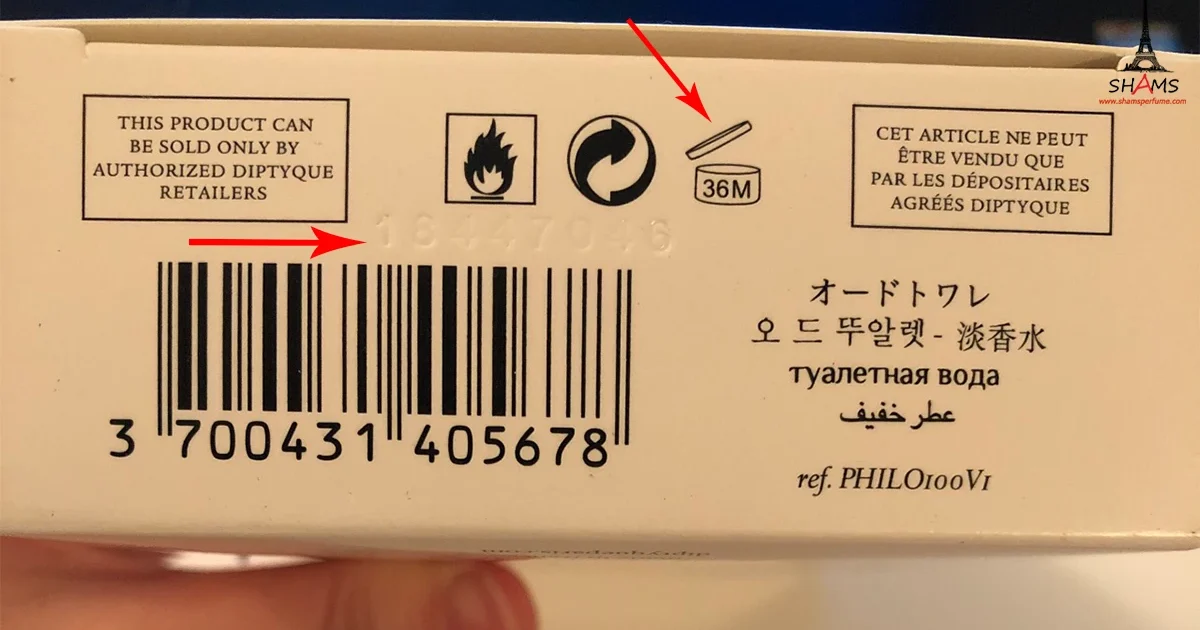 SHAMS
www.shamsperfume.com
THIS PRODUCT CAN
BE SOLD ONLY BY
AUTHORIZED DIPTYQUE
RETAILERS
36M
CET ARTICLE NE PEUT
ÊTRE VENDU QUE
PAR LES DÉPOSITAIRES
AGRÉÉS DIPTYQUE
18447046
3 700431 405678
オードトワレ
오 드 뚜알렛 - 淡香水
туалетная вода
عطر خفيف
ref. PHILO100V1